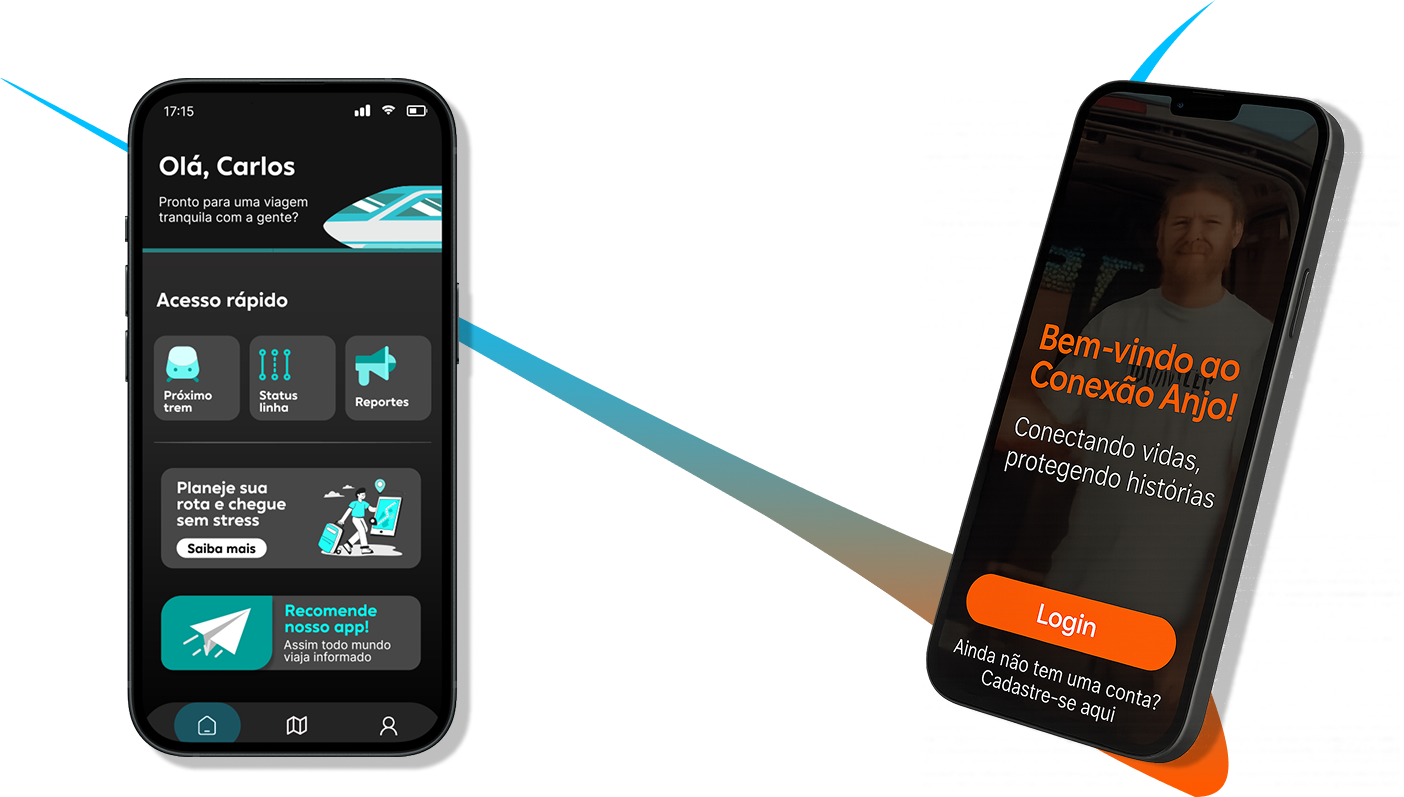 17:15
Olá, Carlos
Pronto para uma viagem
tranquila com a gente?
Acesso rápido
Próximo
trem
Status
linha
Reportes
Planeje sua
rota e chegue
sem stress
Saiba mais
Recomende
nosso app!
Assim todo mundo
viaja informado
Bem-vindo ao
Conexão Anjo!
Conectando vidas,
protegendo histórias
Login
Ainda não tem uma conta?
Cadastre-se aqui